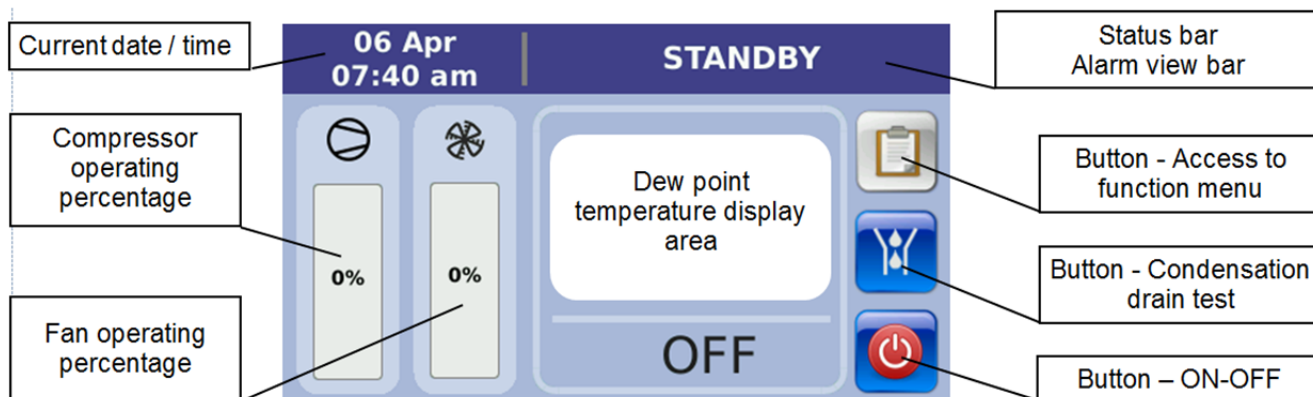 Current date / time
06 Apr
07:40 am
STANDBY
Status bar
Alarm view bar
Compressor
operating
percentage
0%
0%
Dew point
temperature display
area
Button - Access to
function menu
Button - Condensation
drain test
Fan operating
percentage
OFF
Button – ON-OFF